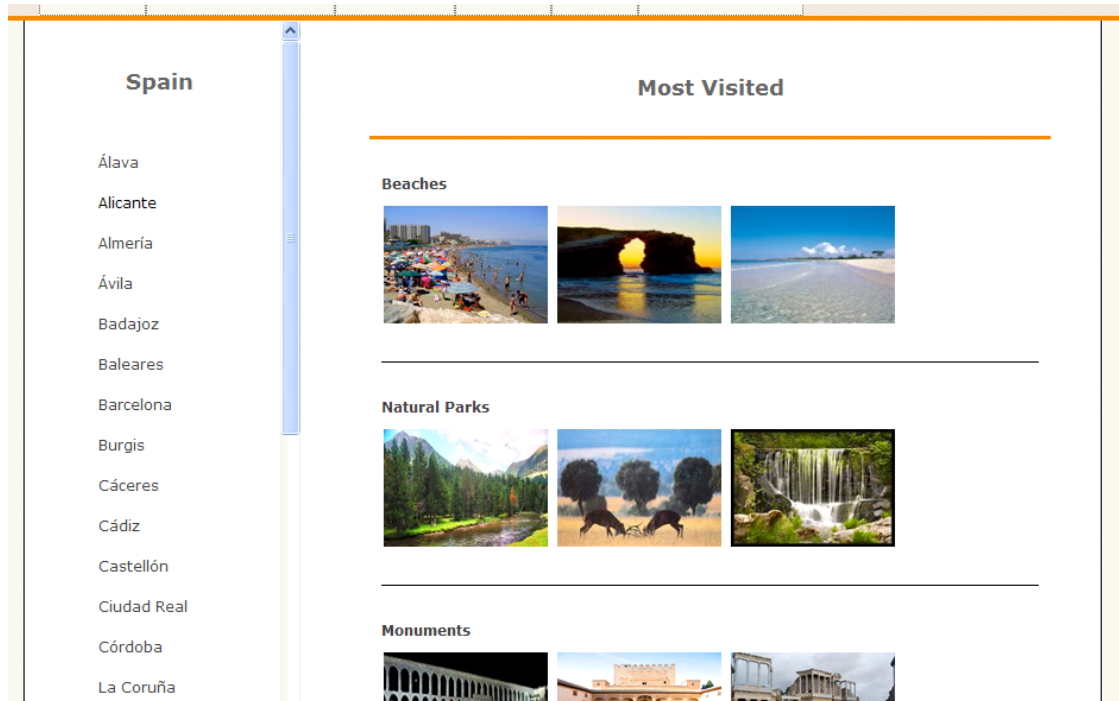 Spain
Álava
Alicante
Almería
Ávila
Badajoz
Baleares
Barcelona
Burgis
Cáceres
Cádiz
Castellón
Ciudad Real
Córdoba
La Coruña
Most Visited
Beaches
Natural Parks
Monuments